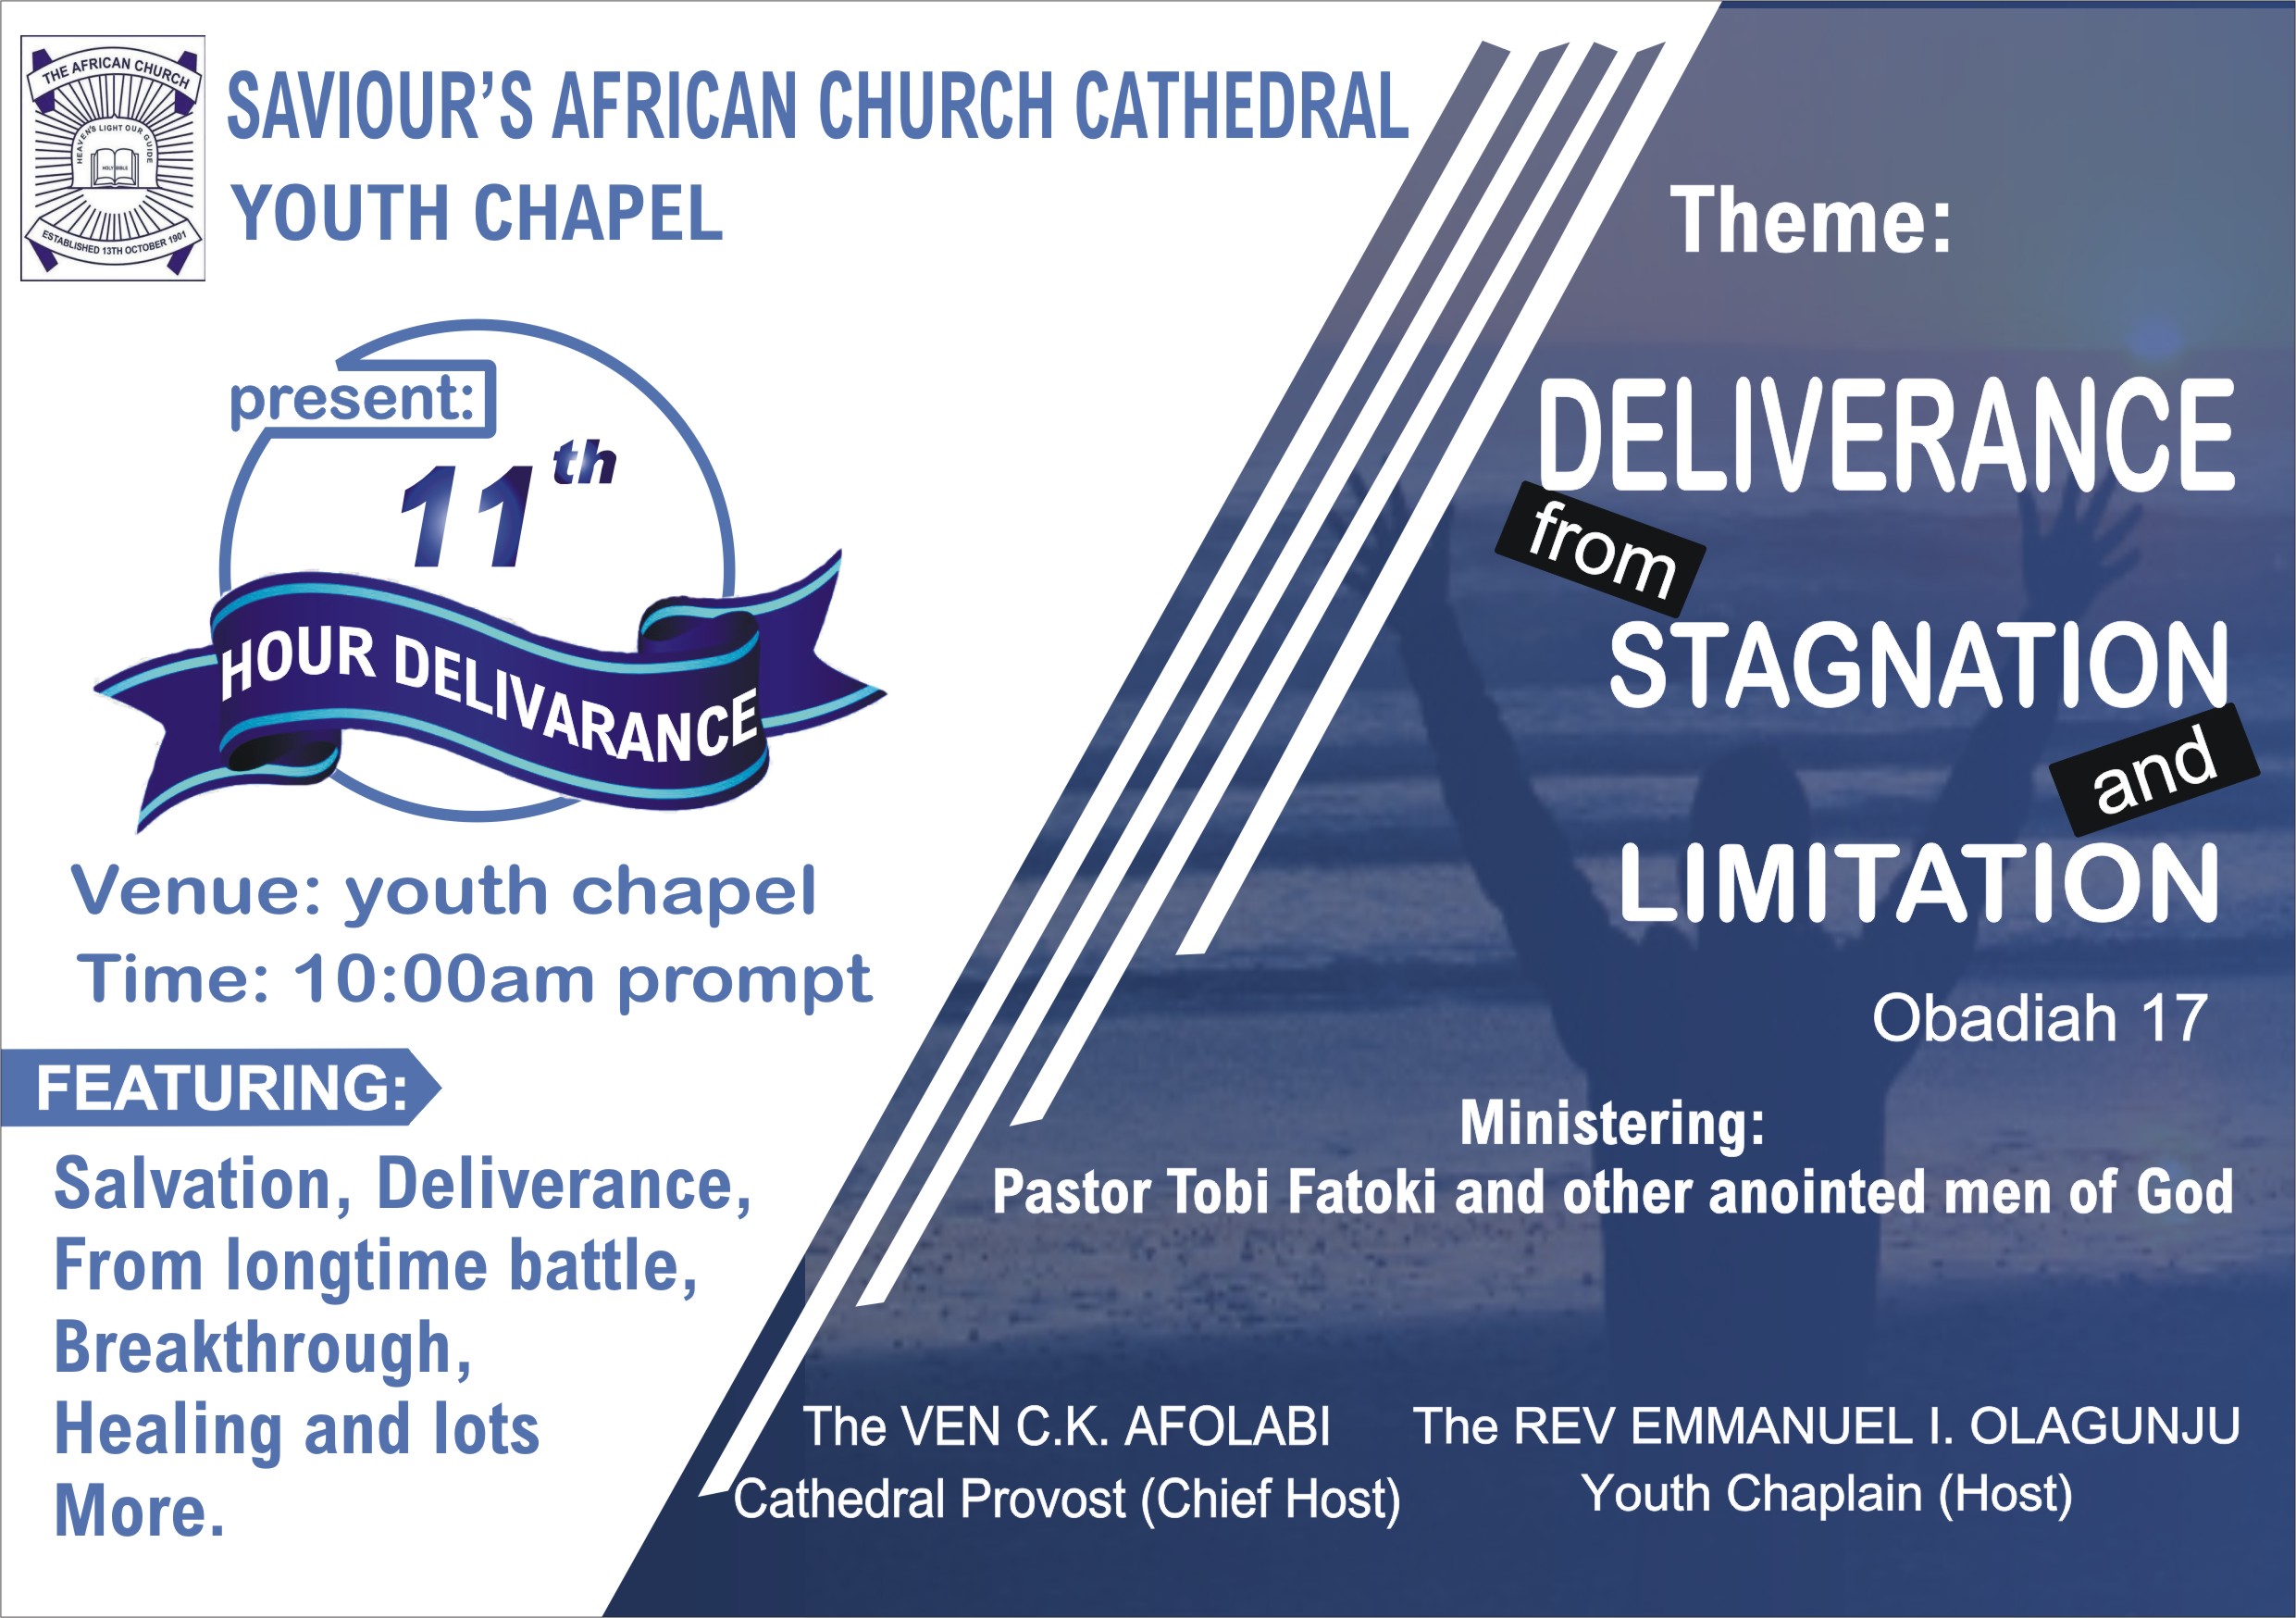 THE AFRICAN CHURCH
HEAVEN'S LIGHT OUR GUIDE
HOLY BIBLE
ESTABLISHED 13TH OCTOBER 1901
SAVIOUR'S AFRICAN CHURCH CATHEDRAL
YOUTH CHAPEL
present:
11th
HOUR DELIVARANCE
Venue: youth chapel
Time: 10:00am prompt
FEATURING:
Salvation, Deliverance,
From longtime battle,
Breakthrough,
Healing and lots
More.
Theme:
DELIVERANCE
from
STAGNATION
and
LIMITATION
Obadiah 17
Ministering:
Pastor Tobi Fatoki and other anointed men of God
The VEN C.K. AFOLABI
Cathedral Provost (Chief Host)
The REV EMMANUEL I. OLAGUNJU
Youth Chaplain (Host)